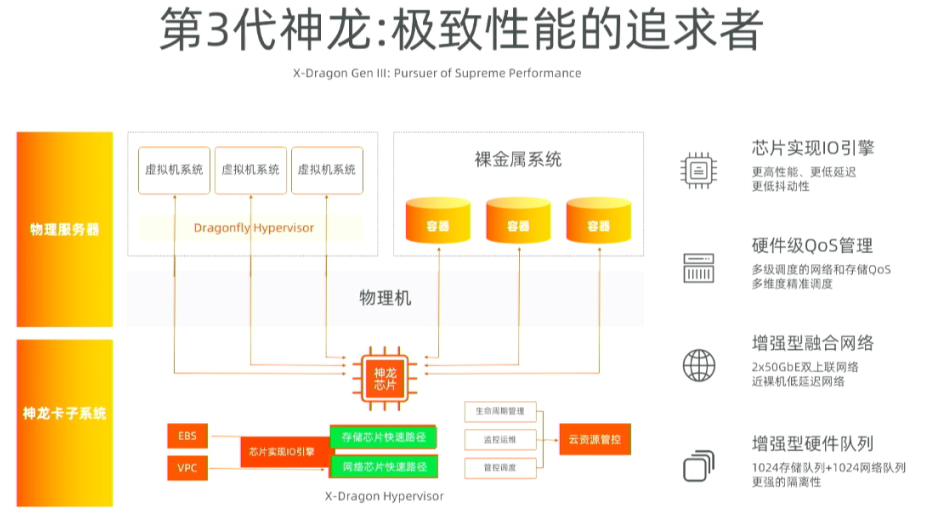 第3代神龙:极致性能的追求者
X-Dragon Gen III: Pursuer of Supreme Performance
物理服务器
虚拟机系统
虚拟机系统
虚拟机系统
Dragonfly Hypervisor
裸金属系统
容器
容器
容器
物理机
神龙卡子系统
神龙
芯片
EBS
VPC
芯片实现IO引擎
存储芯片快速路径
网络芯片快速路径
X-Dragon Hypervisor
生命周期管理
监控运维
管控调度
云资源管控
芯片实现IO引擎
更高性能、更低延迟
更低抖动性
硬件级QoS管理
多级调度的网络和存储QoS
多维度精准调度
增强型融合网络
2x50GbE双上联网络
近裸机低延迟网络
增强型硬件队列
1024存储队列+1024网络队列
更强的隔离性